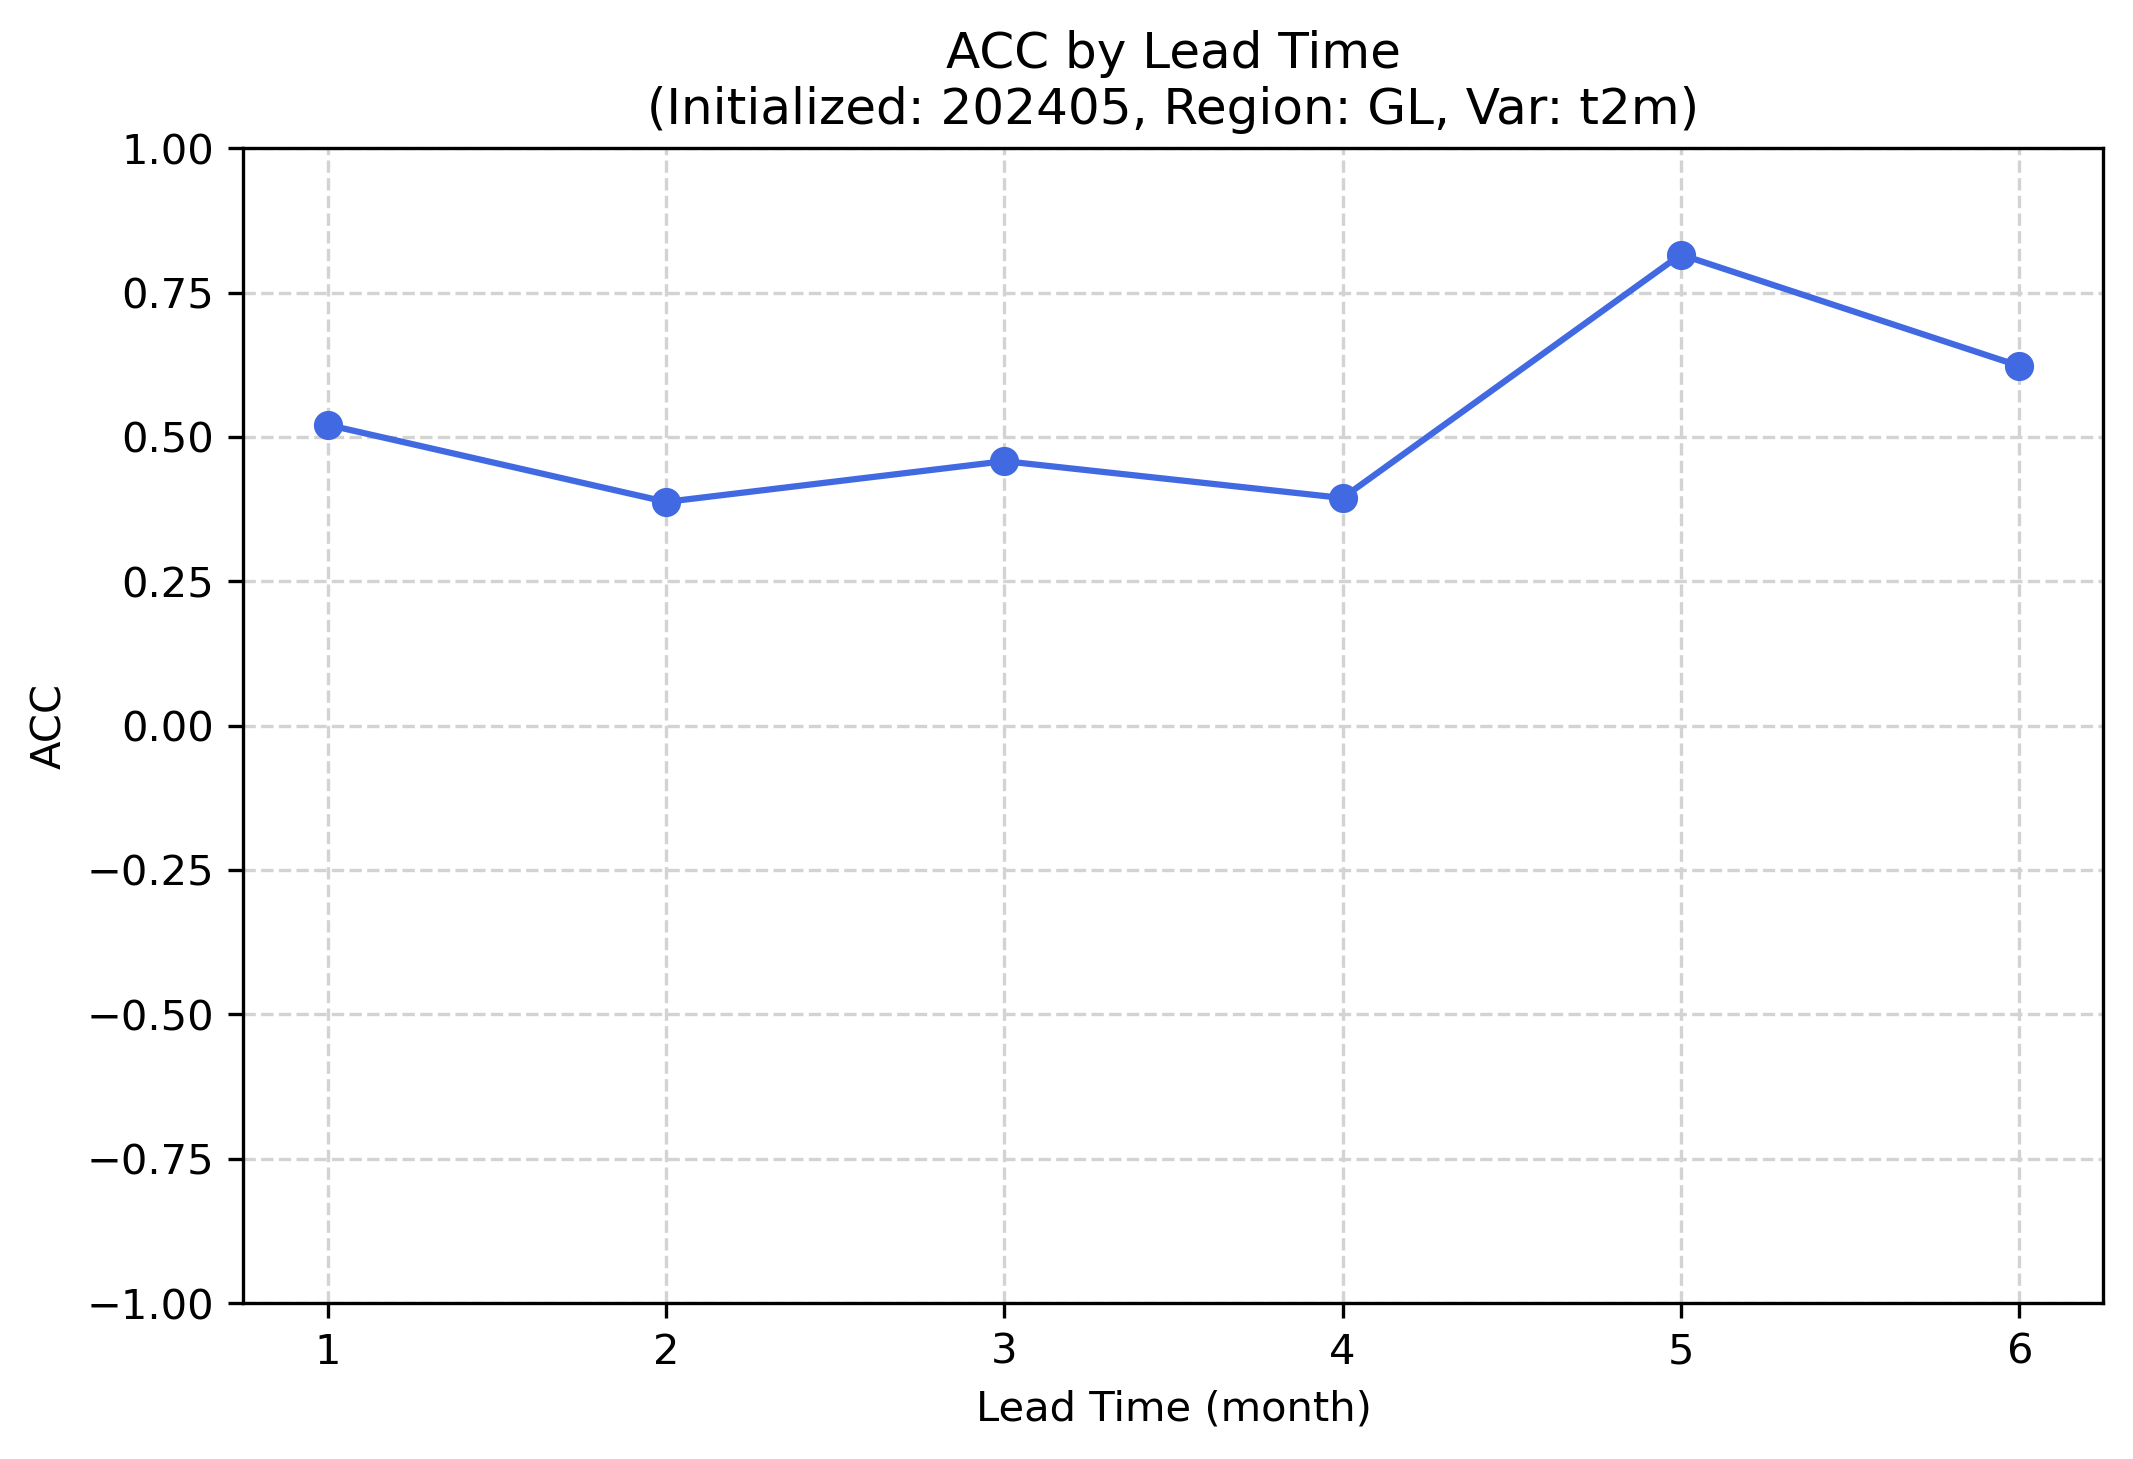 ACC by Lead Time
(Initialized: 202405, Region: GL, Var: t2m)
1.00
0.75
0.50
0.25
0.00
−0.25
−0.50
−0.75
−1.00
ACC
1 2 3 4 5 6
Lead Time (month)